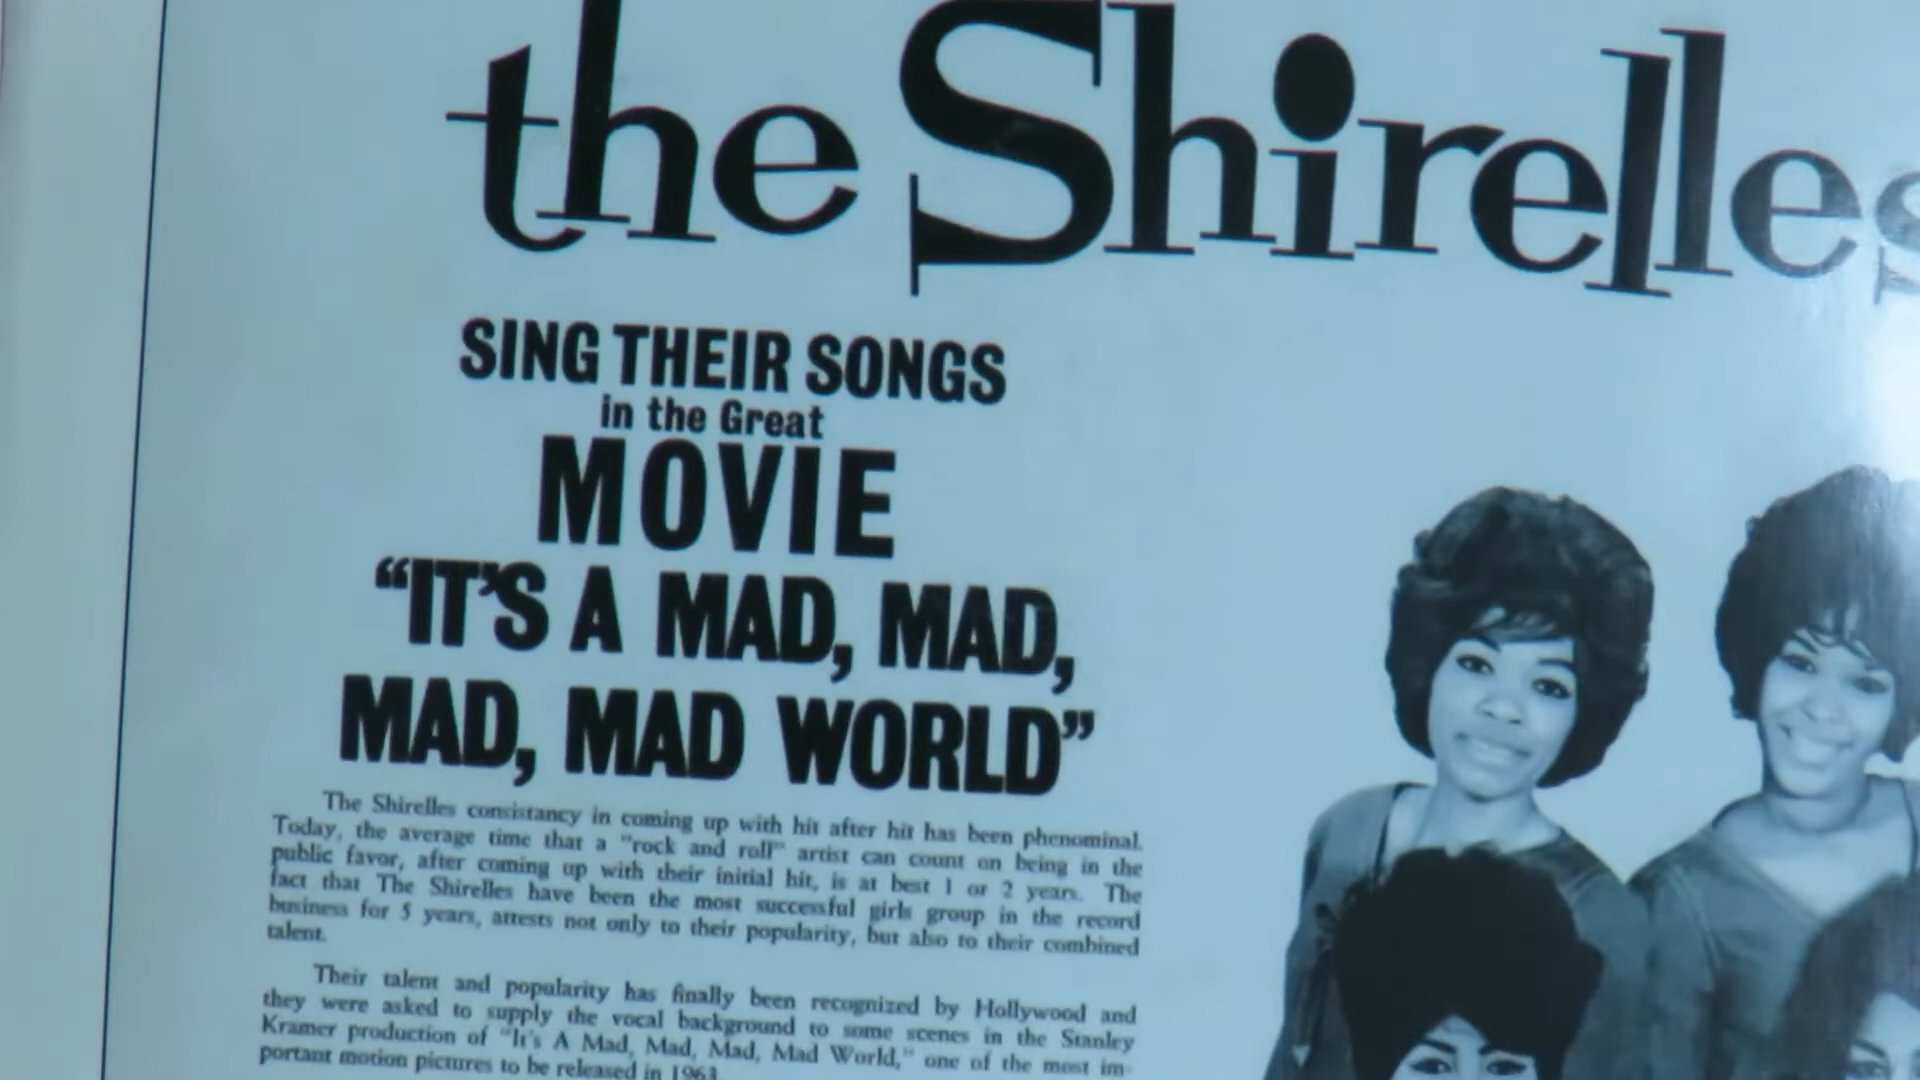 the Shirelles
SING THEIR SONGS
in the Great
MOVIE
“IT’S A MAD, MAD,
MAD, MAD WORLD”
The Shirelles consistancy in coming up with hit after hit has been phenominal.
Today, the average time that a "rock and roll" artist can count on being in the
public favor, after coming up with their initial hit, is at best 1 or 2 years. The
fact that The Shirelles have been the most successful girls group in the record
business for 5 years, attests not only to their popularity, but also to their combined
talent.
Their talent and popularity has finally been recognized by Hollywood and
they were asked to supply the vocal background to some scenes in the Stanley
Kramer production of "It's A Mad, Mad, Mad, Mad World," one of the most im-
portant motion pictures to be released in 1963.